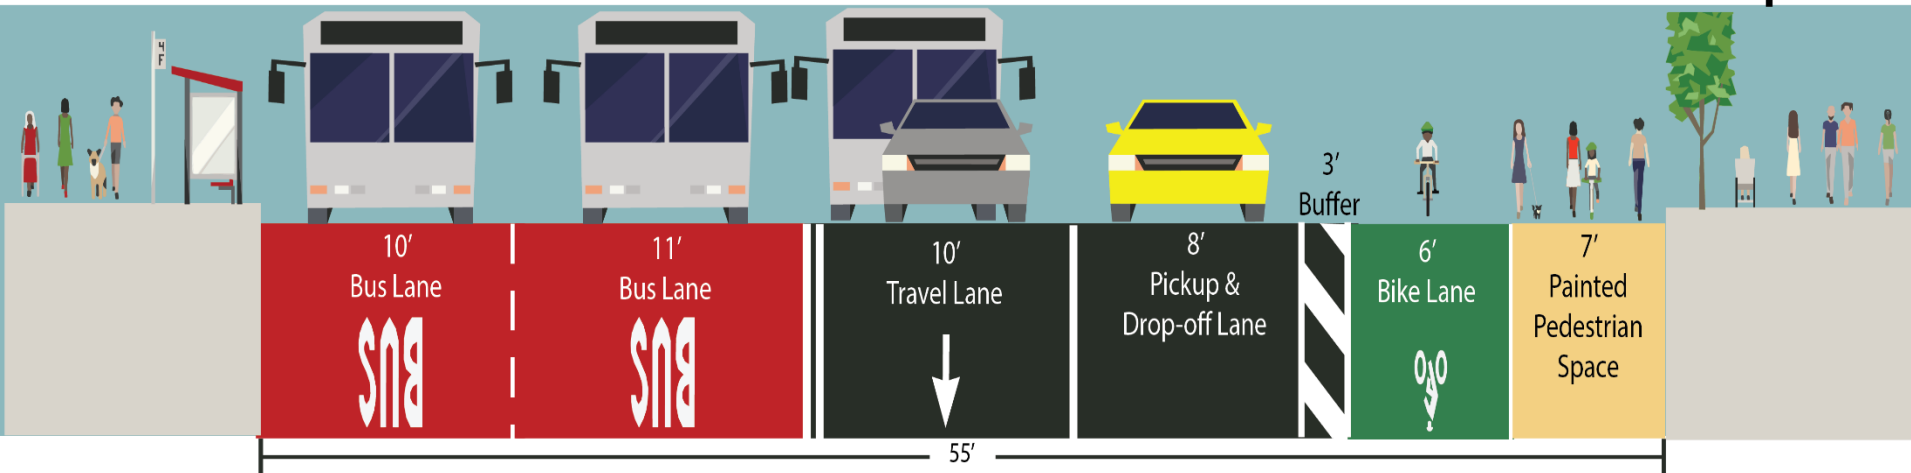 4
F
10′
Bus Lane
BUS
11′
Bus Lane
BUS
10′
Travel Lane
8′
Pickup &
Drop-off Lane
3′
Buffer
6′
Bike Lane
7′
Painted
Pedestrian
Space
55′